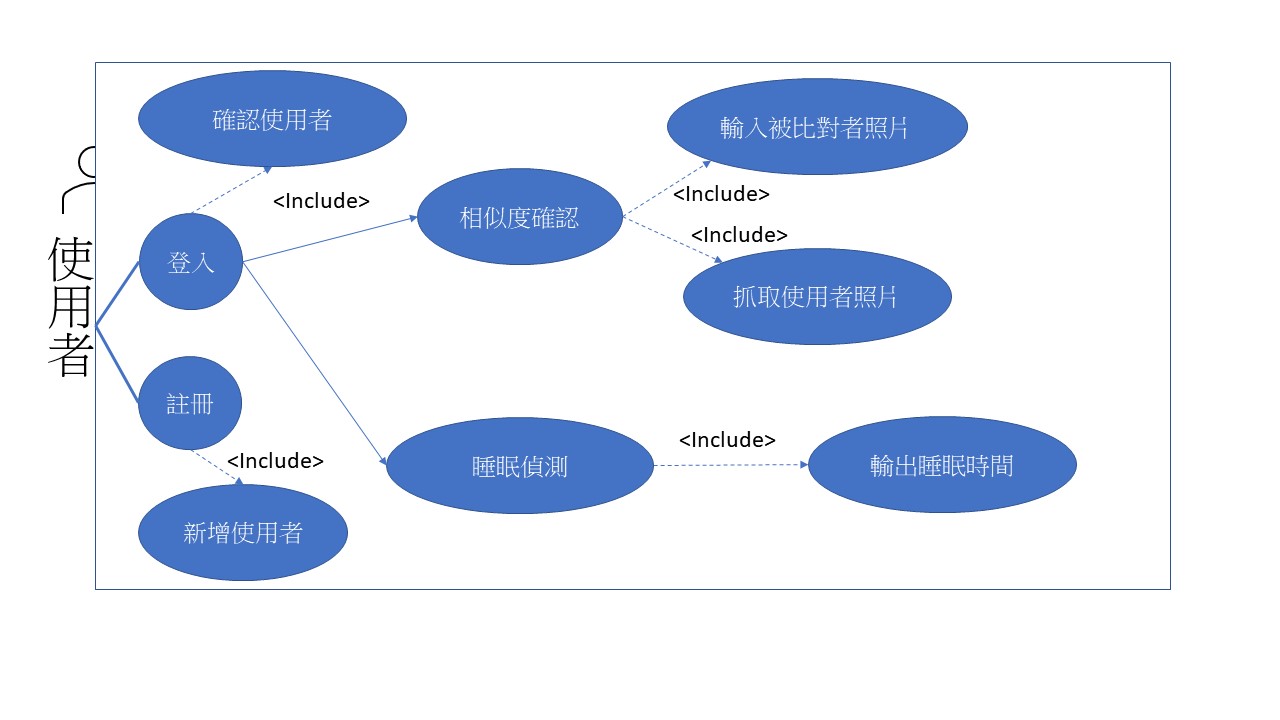 確認使用者
輸入被比對者照片
<Include>
<Include>
相似度確認
<Include>
使用者
登入
抓取使用者照片
註冊
<Include>
<Include>
睡眠偵測
輸出睡眠時間
新增使用者